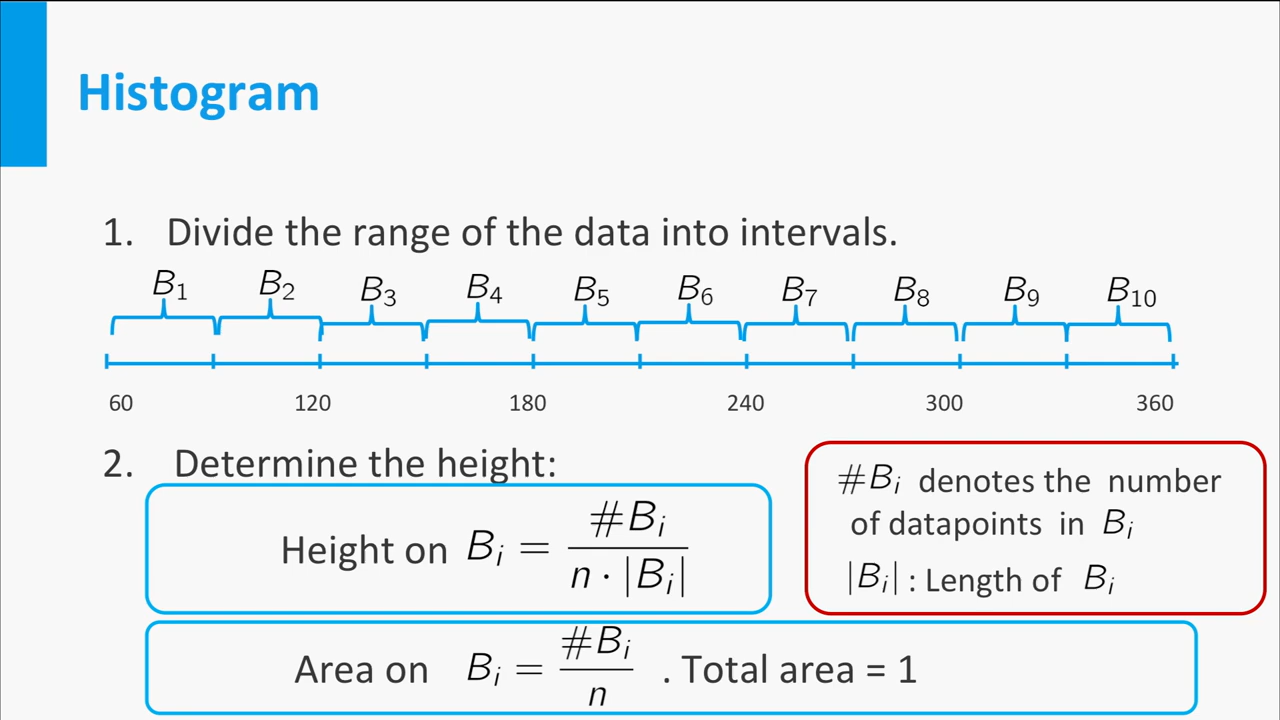 Histogram
1. Divide the range of the data into intervals.
B₁ B₂ B₃ B₄ B₅ B₆ B₇ B₈ B₉ B₁₀
60 120 180 240 300 360
2. Determine the height:
Height on Bᵢ = #Bᵢ / n · |Bᵢ|
#Bᵢ denotes the number
of datapoints in Bᵢ
|Bᵢ| : Length of Bᵢ
Area on Bᵢ = #Bᵢ / n . Total area = 1